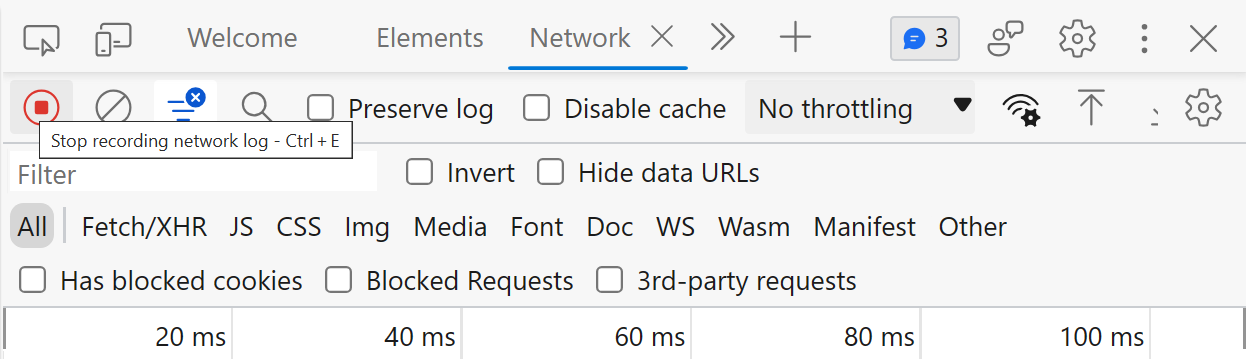 Welcome Elements Network 3
Preserve log Disable cache No throttling
Stop recording network log - Ctrl + E
Filter Invert Hide data URLs
All Fetch/XHR JS CSS Img Media Font Doc WS Wasm Manifest Other
Has blocked cookies Blocked Requests 3rd-party requests
20 ms 40 ms 60 ms 80 ms 100 ms